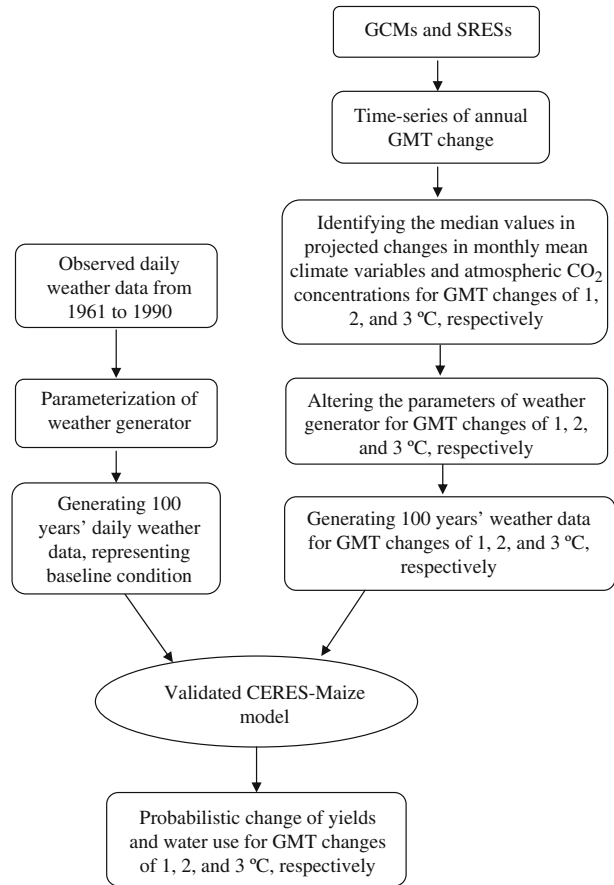 GCMs and SRESs
Time-series of annual
GMT change
Identifying the median values in
projected changes in monthly mean
climate variables and atmospheric CO₂
concentrations for GMT changes of 1,
2, and 3 ºC, respectively
Observed daily
weather data from
1961 to 1990
Parameterization of
weather generator
Altering the parameters of weather
generator for GMT changes of 1, 2,
and 3 ºC, respectively
Generating 100
years’ daily weather
data, representing
baseline condition
Generating 100 years’ weather data
for GMT changes of 1, 2, and 3 ºC,
respectively
Validated CERES-Maize
model
Probabilistic change of yields
and water use for GMT changes
of 1, 2, and 3 ºC, respectively